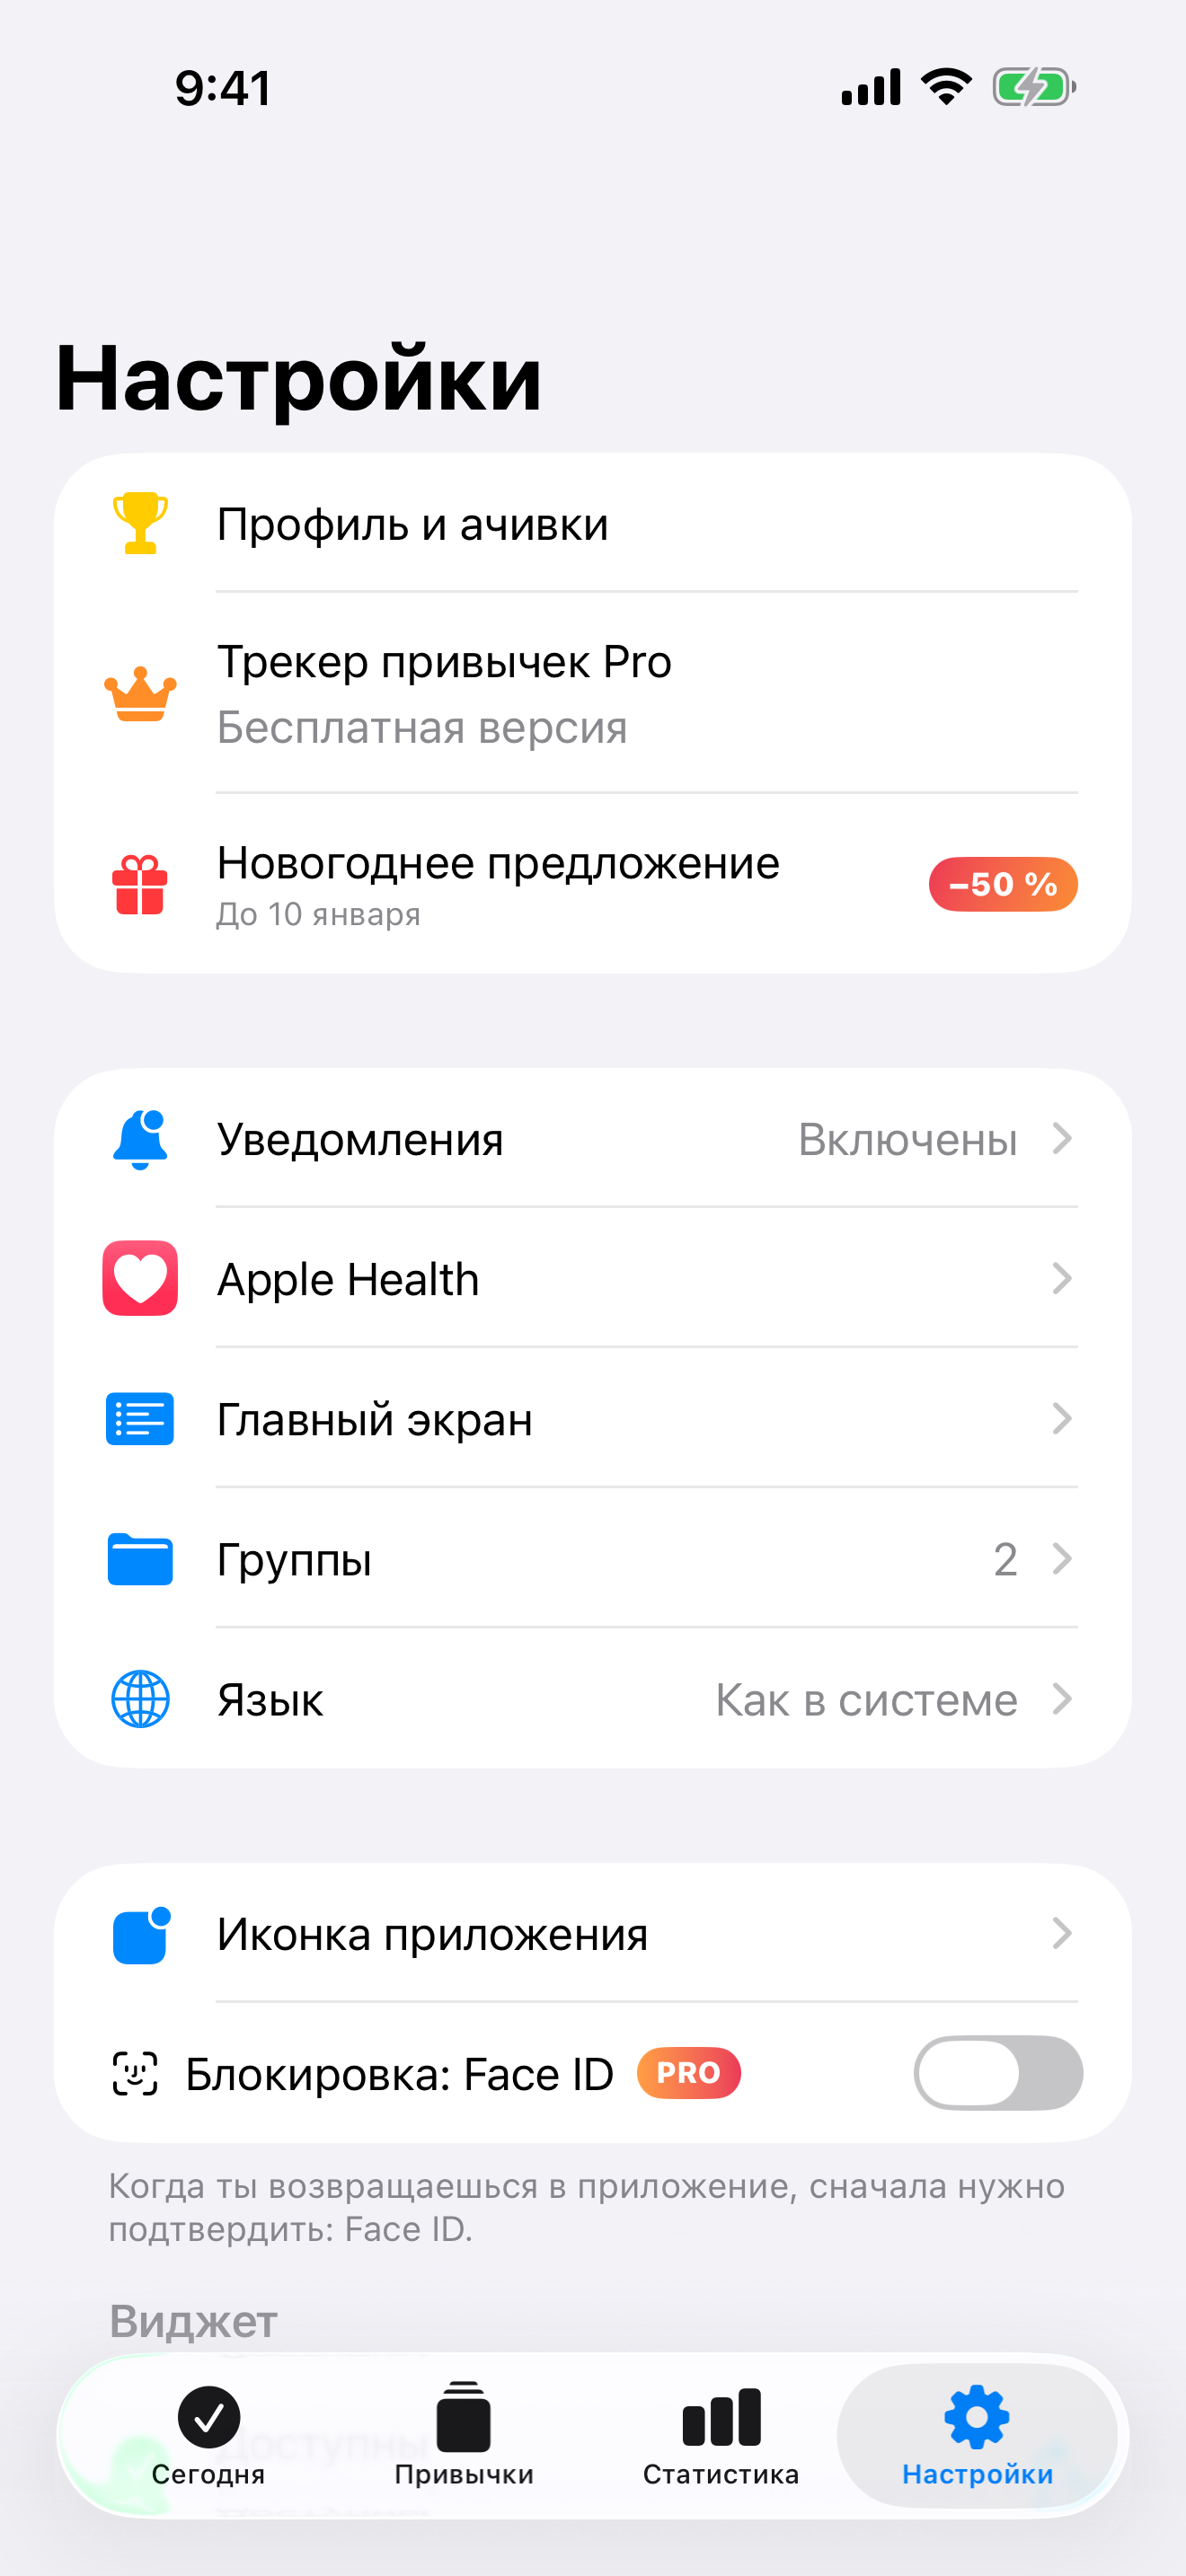 9:41
Настройки
Профиль и ачивки
Трекер привычек Pro
Бесплатная версия
Новогоднее предложение
До 10 января
–50 %
Уведомления
Включены
Apple Health
Главный экран
Группы
2
Язык
Как в системе
Иконка приложения
Блокировка: Face ID
PRO
Когда ты возвращаешься в приложение, сначала нужно
подтвердить: Face ID.
Виджет
Доступны
Сегодня
Привычки
Статистика
Настройки